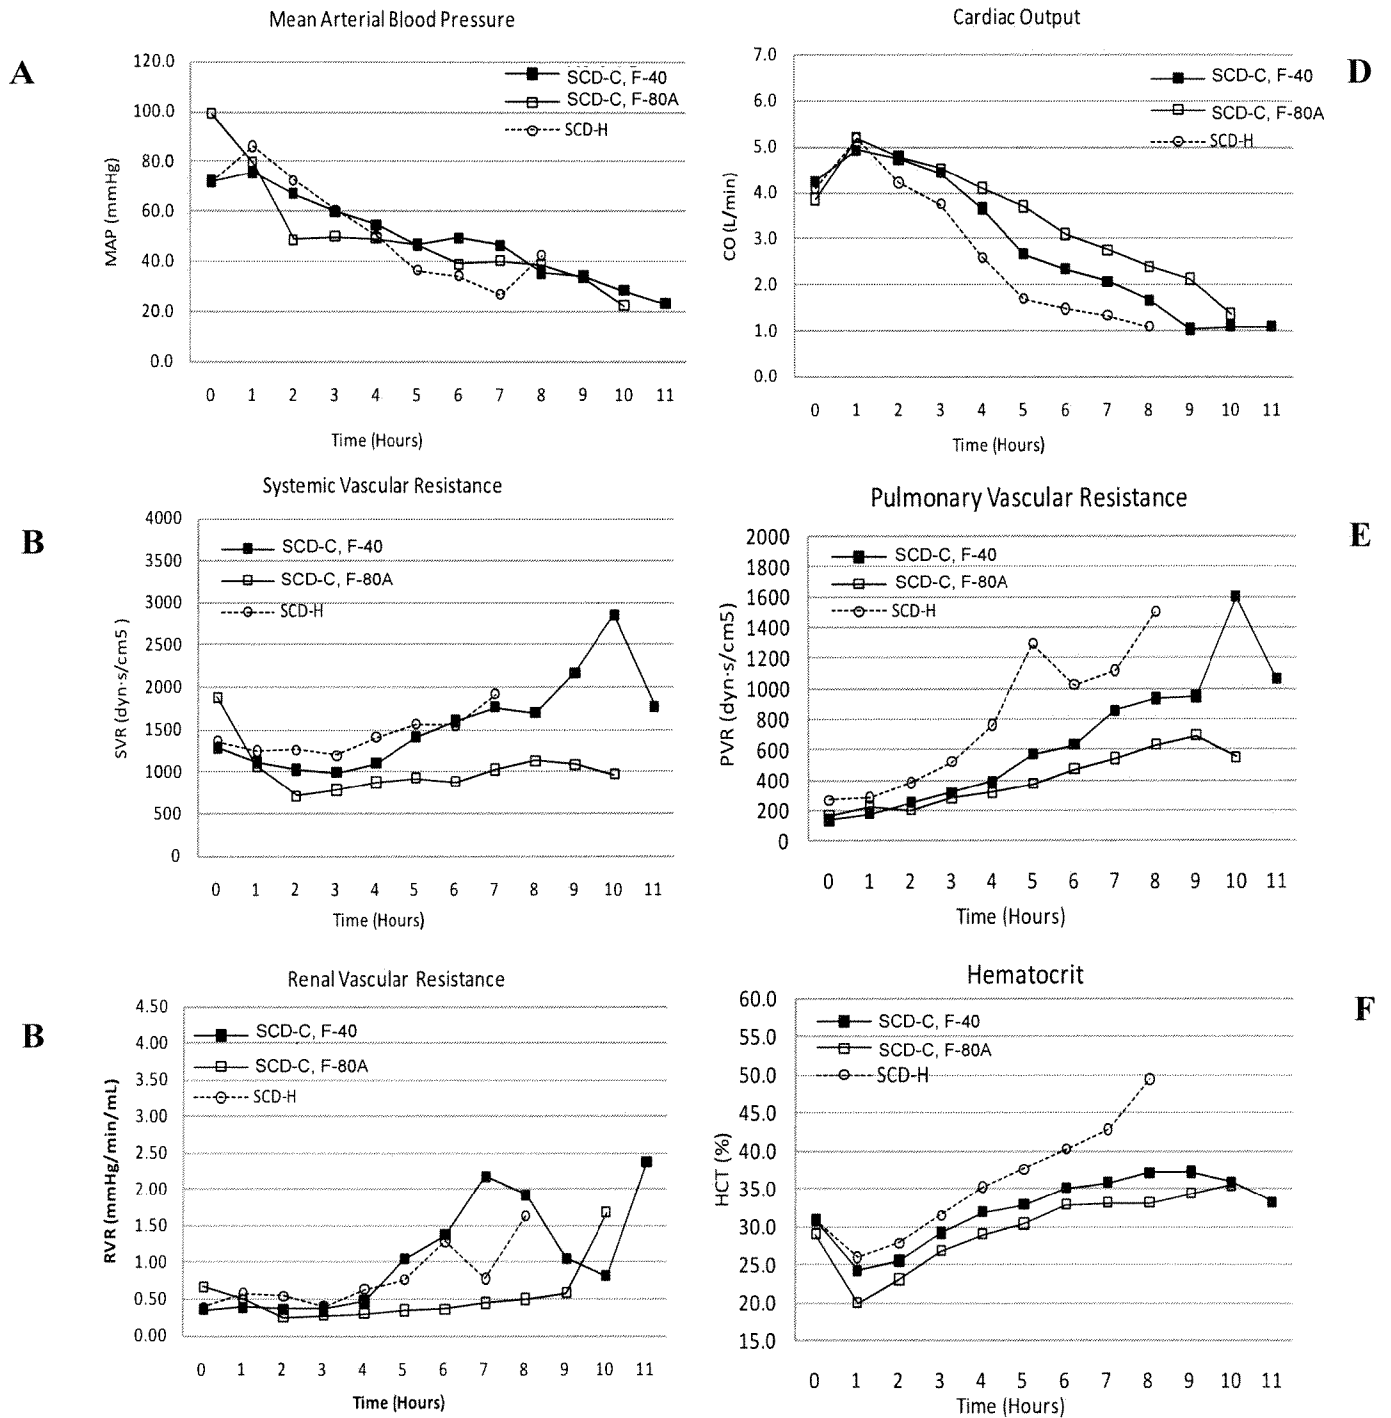 Mean Arterial Blood Pressure
A
120.0
100.0
80.0
60.0
40.0
20.0
0.0
MAP (mmHg)
SCD-C, F-40
SCD-C, F-80A
SCD-H
0 1 2 3 4 5 6 7 8 9 10 11
Time (Hours)
Cardiac Output
D
7.0
6.0
5.0
4.0
3.0
2.0
1.0
0.0
CO (L/min)
SCD-C, F-40
SCD-C, F-80A
SCD-H
0 1 2 3 4 5 6 7 8 9 10 11
Time (Hours)
Systemic Vascular Resistance
B
4000
3500
3000
2500
2000
1500
1000
500
0
SVR (dyn·s/cm5 )
SCD-C, F-40
SCD-C, F-80A
SCD-H
0 1 2 3 4 5 6 7 8 9 10 11
Time (Hours)
Pulmonary Vascular Resistance
E
2000
1800
1600
1400
1200
1000
800
600
400
200
0
PVR (dyn·s/cm5)
SCD-C, F-40
SCD-C, F-80A
SCD-H
0 1 2 3 4 5 6 7 8 9 10 11
Time (Hours)
Renal Vascular Resistance
B
4.50
4.00
3.50
3.00
2.50
2.00
1.50
1.00
0.50
0.00
RVR (mmHg/min/mL)
SCD-C, F-40
SCD-C, F-80A
SCD-H
0 1 2 3 4 5 6 7 8 9 10 11
Time (Hours)
Hematocrit
F
60.0
55.0
50.0
45.0
40.0
35.0
30.0
25.0
20.0
15.0
HCT (%)
SCD-C, F-40
SCD-C, F-80A
SCD-H
0 1 2 3 4 5 6 7 8 9 10 11
Time (Hours)